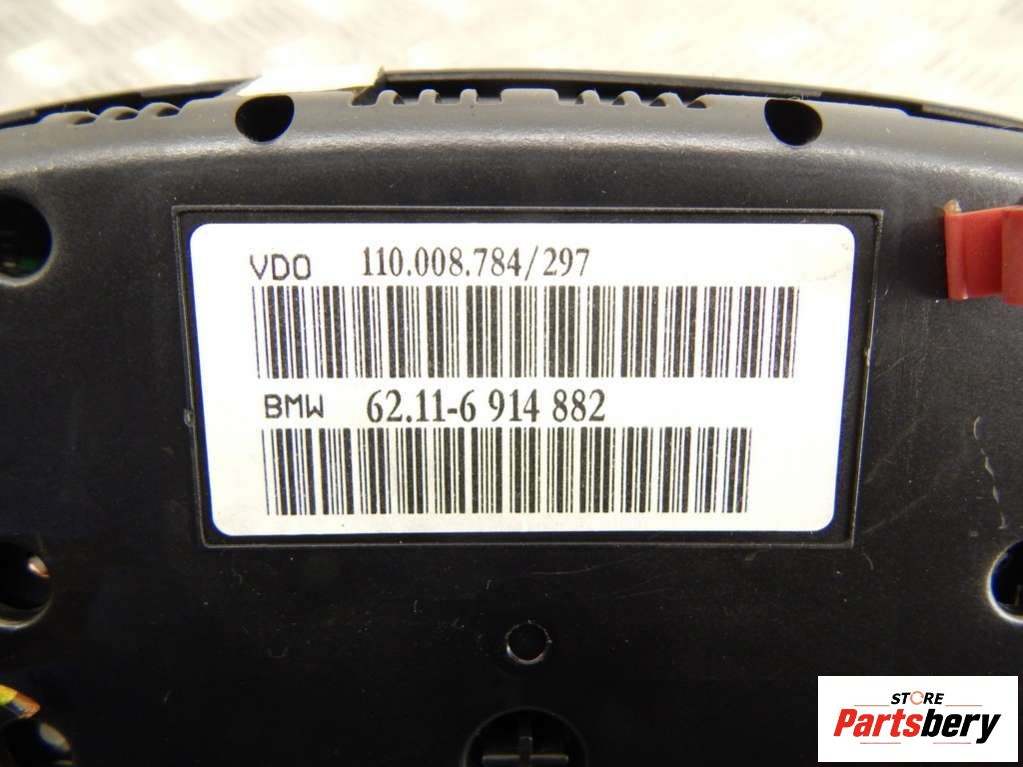 VDO 110.008.784/297
BMW 62.11-6 914 882
STORE
Partsbery